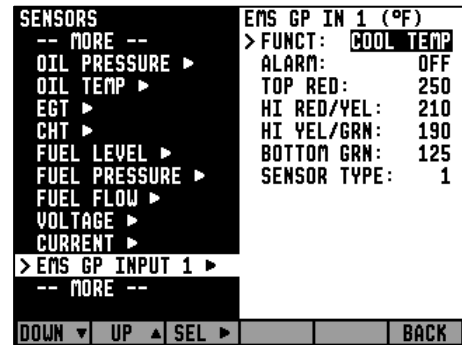 SENSORS
-- MORE --
OIL PRESSURE ►
OIL TEMP ►
EGT ►
CHT ►
FUEL LEVEL ►
FUEL PRESSURE ►
FUEL FLOW ►
VOLTAGE ►
CURRENT ►
>EMS GP INPUT 1 ►
-- MORE --
EMS GP IN 1 (°F)
>FUNCT: COOL TEMP
ALARM: OFF
TOP RED: 250
HI RED/YEL: 210
HI YEL/GRN: 190
BOTTOM GRN: 125
SENSOR TYPE: 1
DOWN ▼ UP ▲ SEL ► BACK